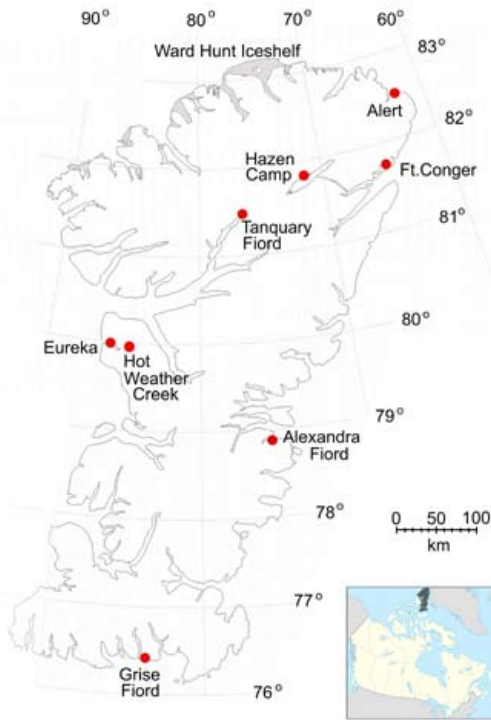 90° 80° 70° 60°
Ward Hunt Iceshelf
83°
Alert
82°
Hazen
Camp
Ft.Conger
Tanquary
Fiord
81°
80°
Eureka
Hot
Weather
Creek
79°
Alexandra
Fiord
78°
0 50 100
km
77°
Grise
Fiord
76°